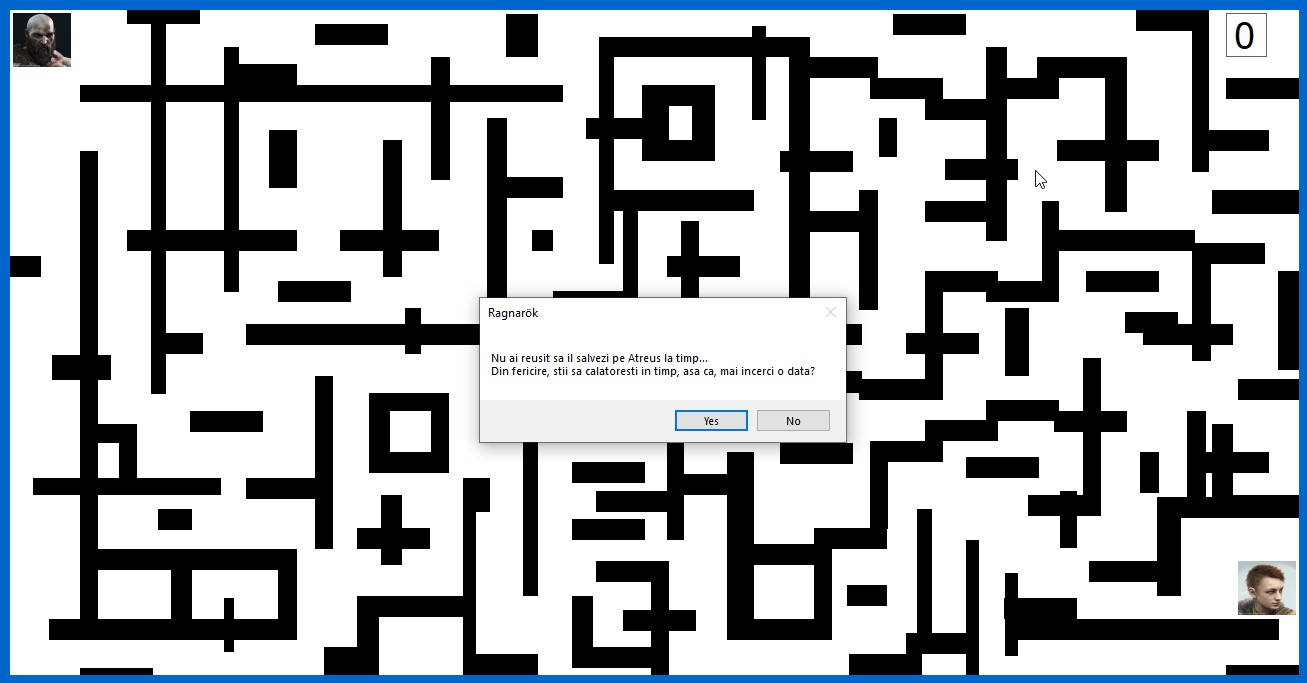 0
Ragnarök
Nu ai reusit sa il salvezi pe Atreus la timp...
Din fericire, stii sa calatoresti in timp, asa ca, mai incerci o data?
Yes
No